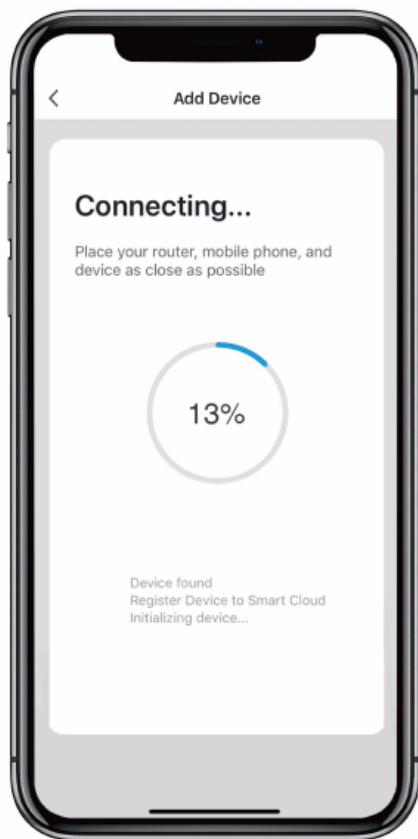 Add Device
Connecting...
Place your router, mobile phone, and
device as close as possible
13%
Device found
Register Device to Smart Cloud
Initializing device...